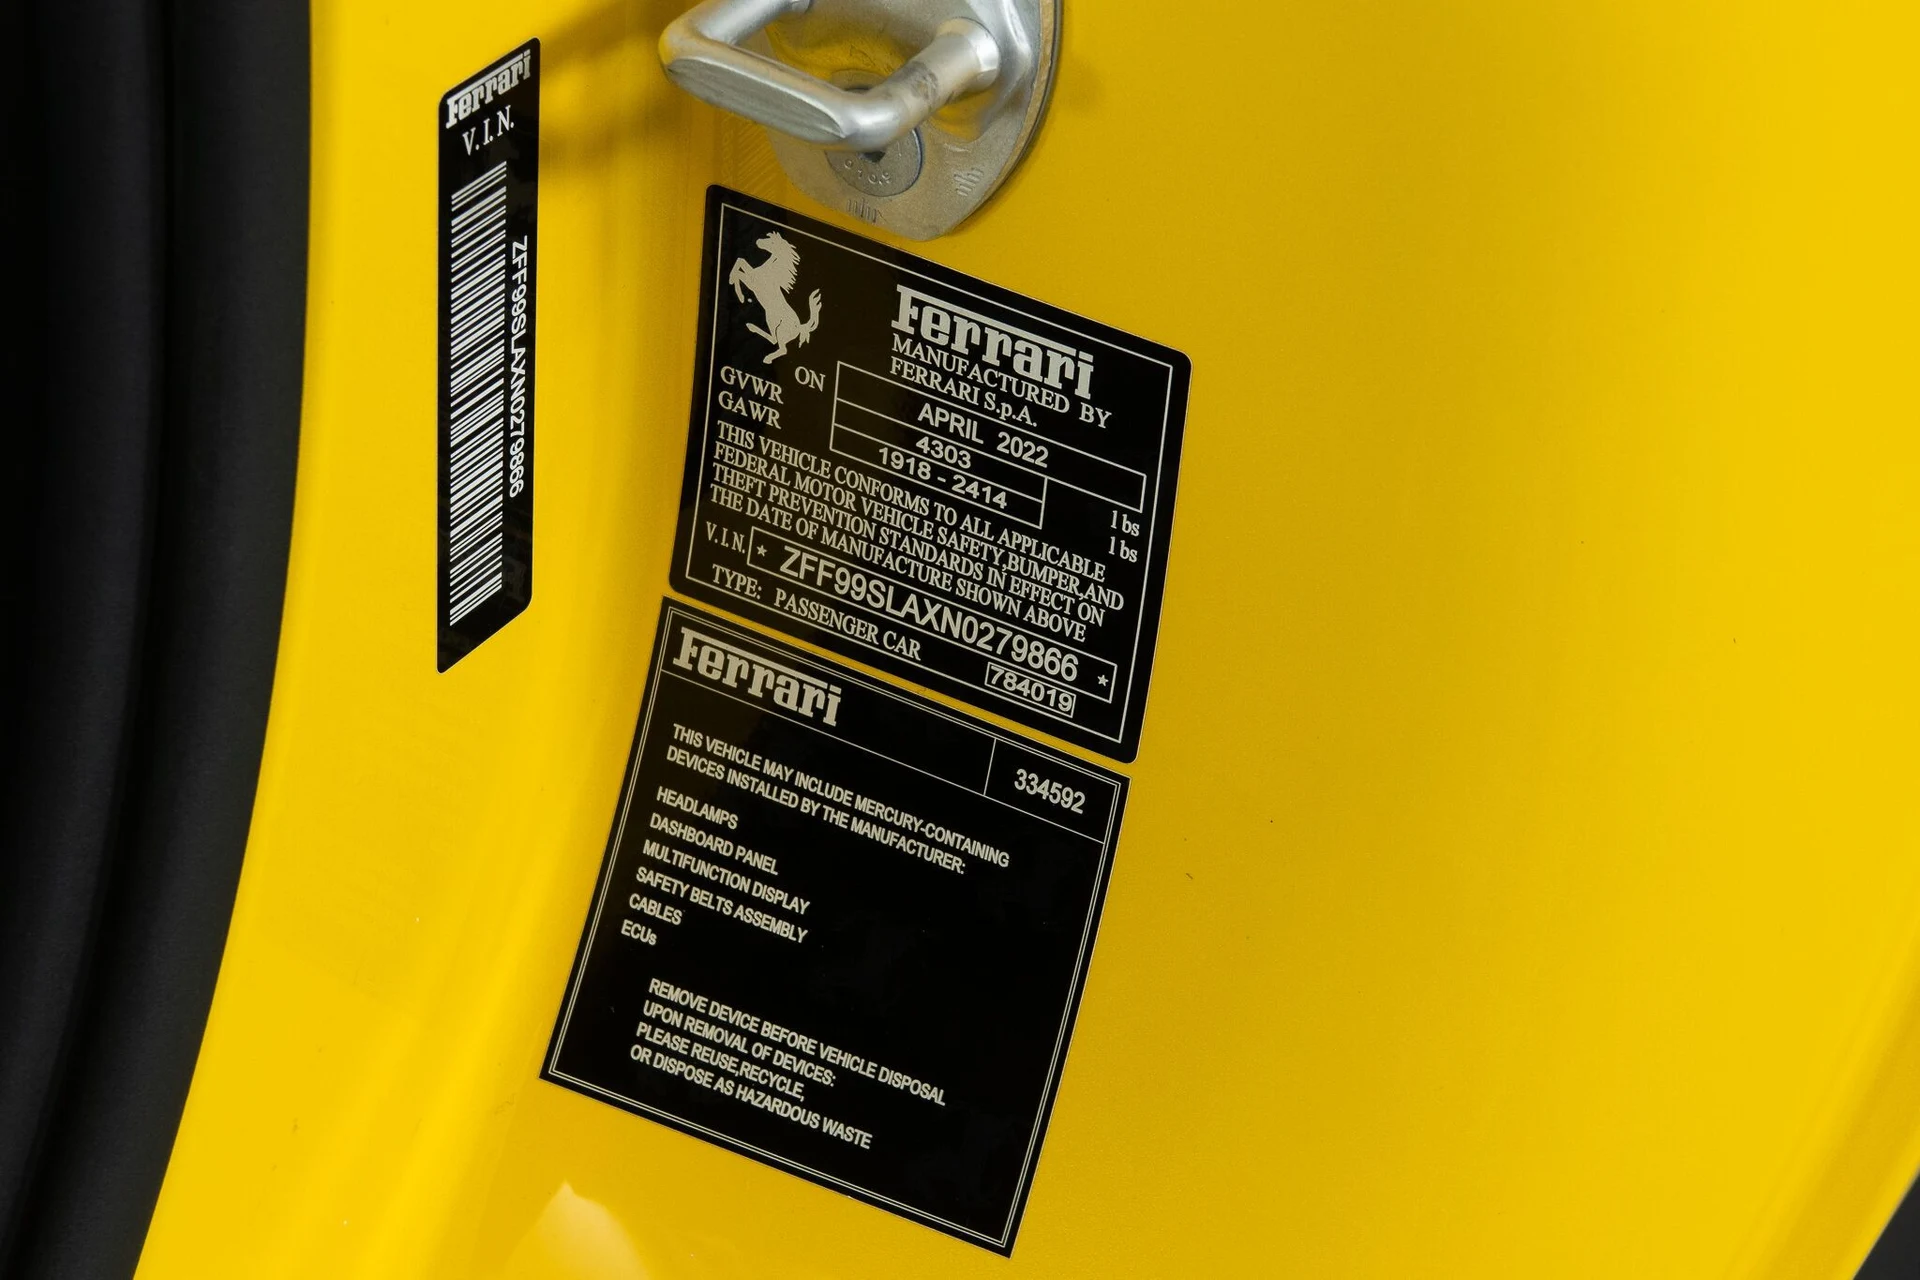 Ferrari
V.I.N.
ZFF99SLAXN0279866
Ferrari
MANUFACTURED BY
FERRARI S.p.A.
ON APRIL 2022
GVWR 4303 lbs
GAWR 1918 - 2414 lbs
THIS VEHICLE CONFORMS TO ALL APPLICABLE
FEDERAL MOTOR VEHICLE SAFETY,BUMPER,AND
THEFT PREVENTION STANDARDS IN EFFECT ON
THE DATE OF MANUFACTURE SHOWN ABOVE
V.I.N. * ZFF99SLAXN0279866 *
TYPE: PASSENGER CAR 784019
Ferrari
334592
THIS VEHICLE MAY INCLUDE MERCURY-CONTAINING
DEVICES INSTALLED BY THE MANUFACTURER:
HEADLAMPS
DASHBOARD PANEL
MULTIFUNCTION DISPLAY
SAFETY BELTS ASSEMBLY
CABLES
ECUs
REMOVE DEVICE BEFORE VEHICLE DISPOSAL
UPON REMOVAL OF DEVICES:
PLEASE REUSE,RECYCLE,
OR DISPOSE AS HAZARDOUS WASTE